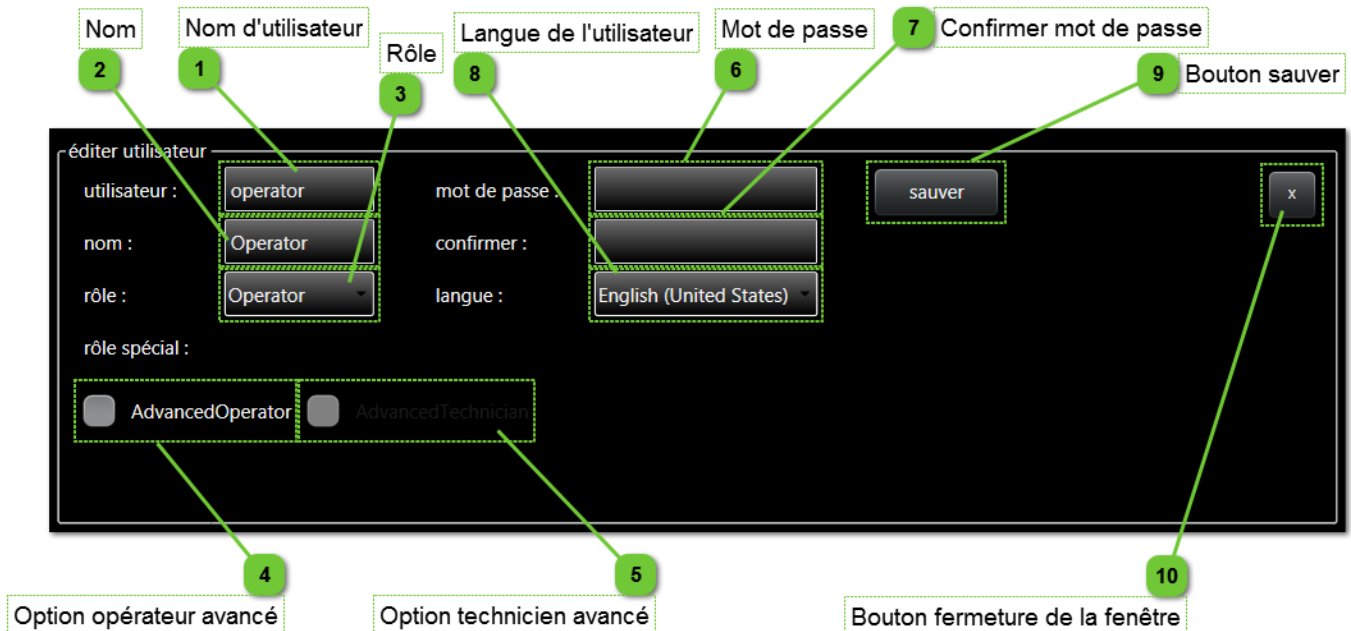 Nom
Nom d'utilisateur
Rôle
Langue de l'utilisateur
Mot de passe
7 Confirmer mot de passe
2
1
3
8
6
9 Bouton sauver
éditer utilisateur
utilisateur : operator mot de passe : sauver x
nom : Operator confirmer :
rôle : Operator langue : English (United States)
rôle spécial :
AdvancedOperator AdvancedTechnician
4
5
10
Option opérateur avancé
Option technicien avancé
Bouton fermeture de la fenêtre